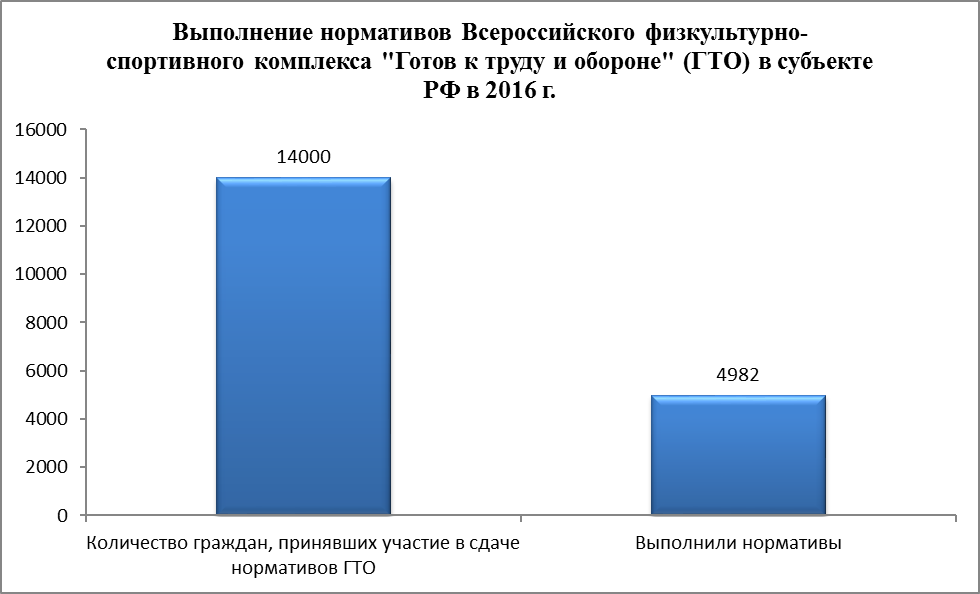 Выполнение нормативов Всероссийского физкультурно-
спортивного комплекса "Готов к труду и обороне" (ГТО) в субъекте
РФ в 2016 г.
16000
14000
12000
10000
8000
6000
4000
2000
0
14000
4982
Количество граждан, принявших участие в сдаче
нормативов ГТО
Выполнили нормативы